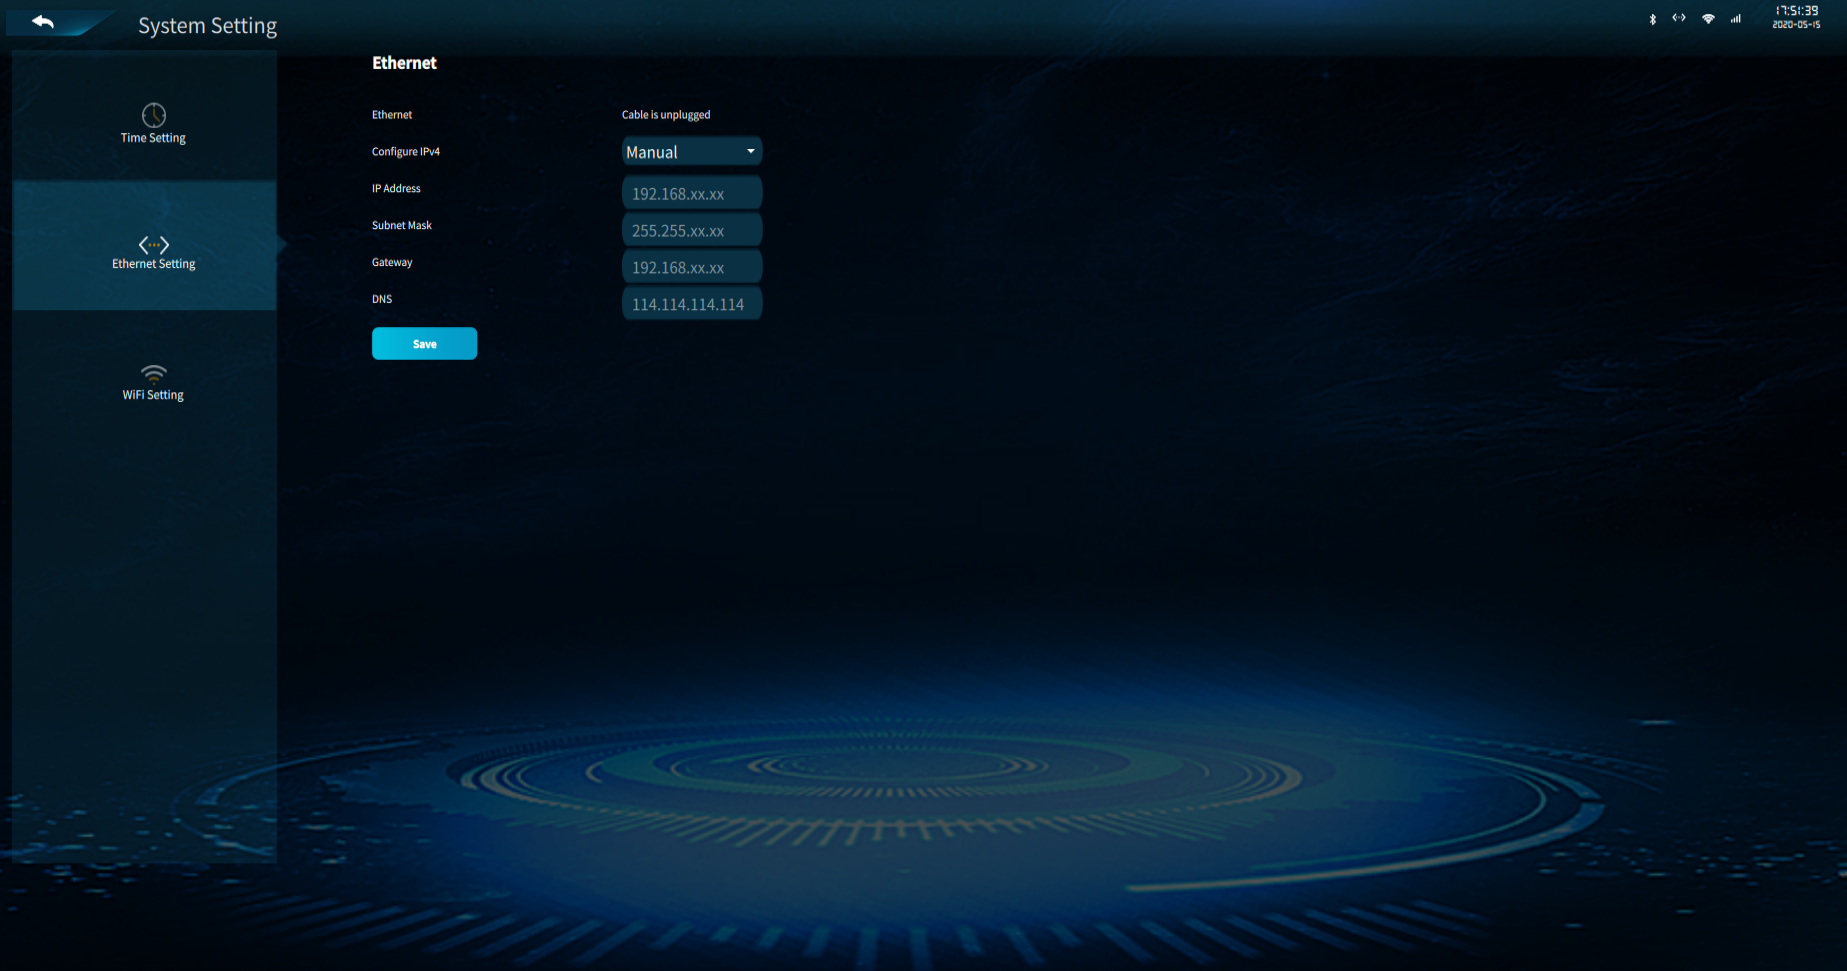 System Setting
17:51:39
2020-05-15
Time Setting
Ethernet Setting
WiFi Setting
Ethernet
Ethernet Cable is unplugged
Configure IPv4 Manual
IP Address 192.168.xx.xx
Subnet Mask 255.255.xx.xx
Gateway 192.168.xx.xx
DNS 114.114.114.114
Save